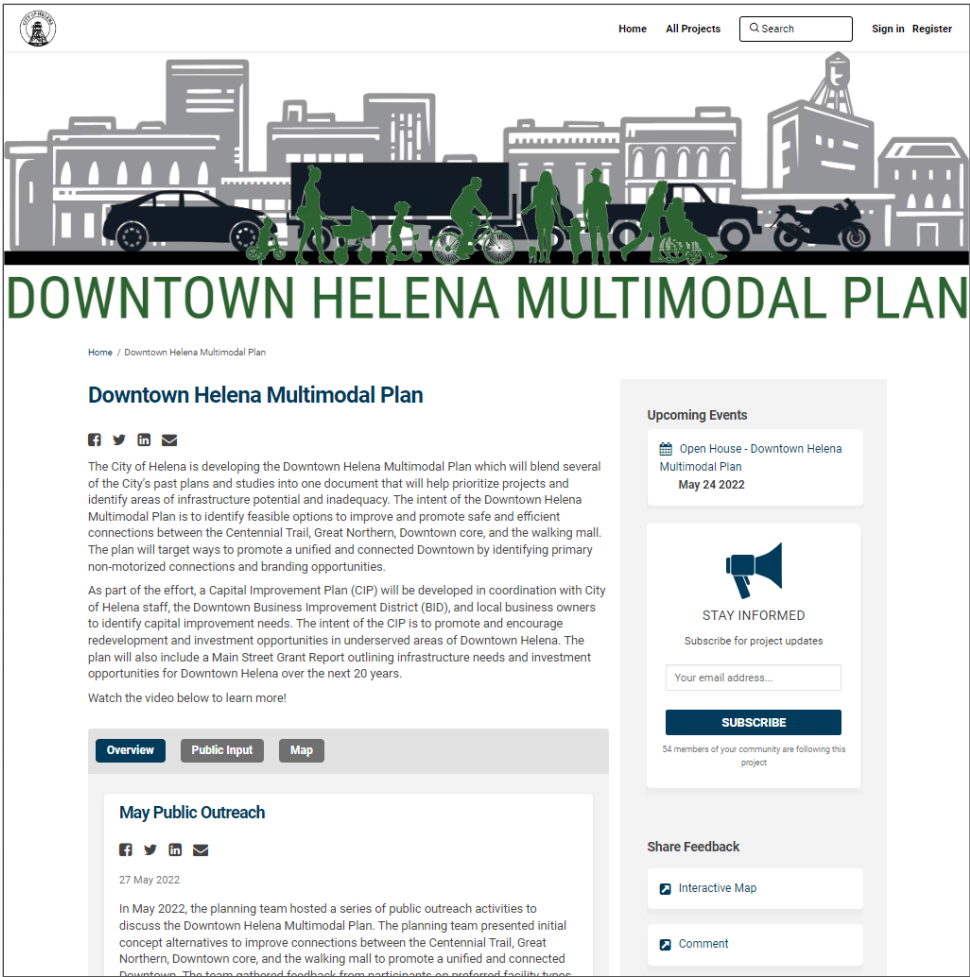 CITY OF HELENA
Home All Projects Search Sign in Register
DOWNTOWN HELENA MULTIMODAL PLAN
Home / Downtown Helena Multimodal Plan
Downtown Helena Multimodal Plan
The City of Helena is developing the Downtown Helena Multimodal Plan which will blend several
of the City's past plans and studies into one document that will help prioritize projects and
identify areas of infrastructure potential and inadequacy. The intent of the Downtown Helena
Multimodal Plan is to identify feasible options to improve and promote safe and efficient
connections between the Centennial Trail, Great Northern, Downtown core, and the walking mall.
The plan will target ways to promote a unified and connected Downtown by identifying primary
non-motorized connections and branding opportunities.
As part of the effort, a Capital Improvement Plan (CIP) will be developed in coordination with City
of Helena staff, the Downtown Business Improvement District (BID), and local business owners
to identify capital improvement needs. The intent of the CIP is to promote and encourage
redevelopment and investment opportunities in underserved areas of Downtown Helena. The
plan will also include a Main Street Grant Report outlining infrastructure needs and investment
opportunities for Downtown Helena over the next 20 years.
Watch the video below to learn more!
Overview Public Input Map
May Public Outreach
27 May 2022
In May 2022, the planning team hosted a series of public outreach activities to
discuss the Downtown Helena Multimodal Plan. The planning team presented initial
concept alternatives to improve connections between the Centennial Trail, Great
Northern, Downtown core, and the walking mall to promote a unified and connected
Downtown. The team gathered feedback from participants on preferred facility types
Upcoming Events
Open House - Downtown Helena
Multimodal Plan
May 24 2022
STAY INFORMED
Subscribe for project updates
Your email address...
SUBSCRIBE
54 members of your community are following this
project
Share Feedback
Interactive Map
Comment